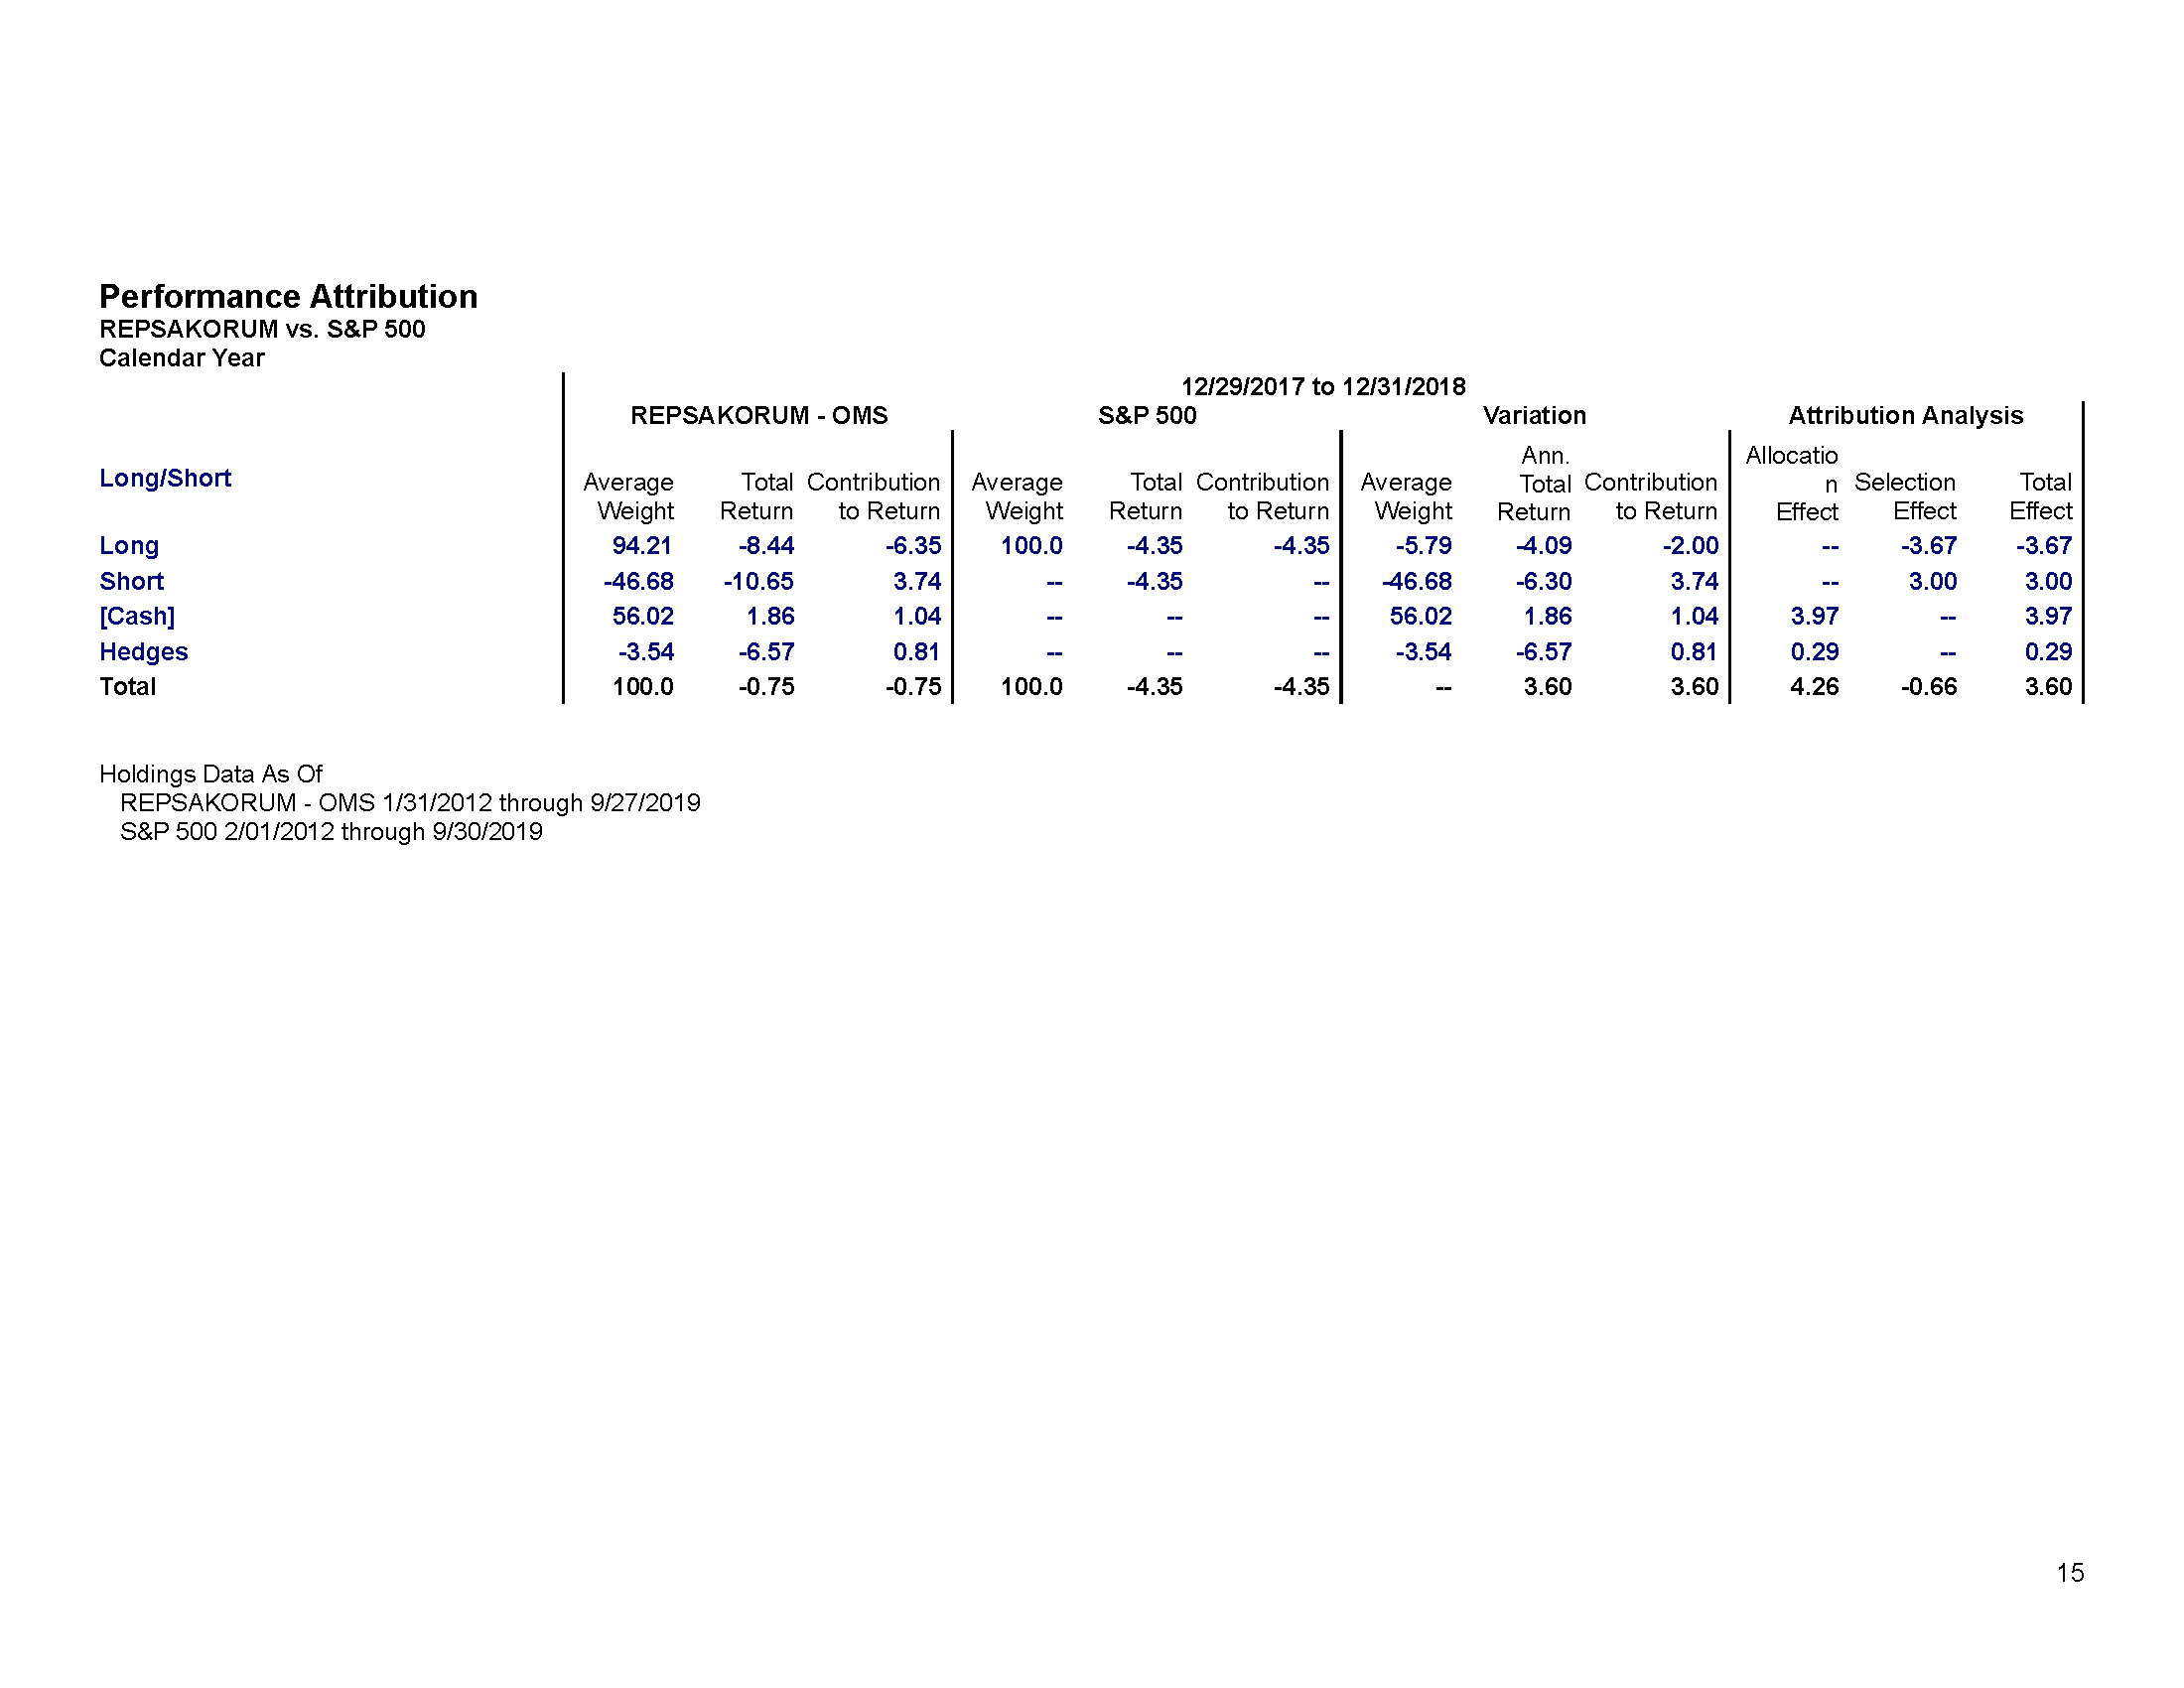 Performance Attribution
REPSAKORUM vs. S&P 500
Calendar Year
12/29/2017 to 12/31/2018
REPSAKORUM - OMS S&P 500 Variation Attribution Analysis
Ann. Allocatio
Long/Short Average Total Contribution Average Total Contribution Average Total Contribution n Selection Total
Weight Return to Return Weight Return to Return Weight Return to Return Effect Effect Effect
Long 94.21 -8.44 -6.35 100.0 -4.35 -4.35 -5.79 -4.09 -2.00 -- -3.67 -3.67
Short -46.68 -10.65 3.74 -- -4.35 -- -46.68 -6.30 3.74 -- 3.00 3.00
[Cash] 56.02 1.86 1.04 -- -- -- 56.02 1.86 1.04 3.97 -- 3.97
Hedges -3.54 -6.57 0.81 -- -- -- -3.54 -6.57 0.81 0.29 -- 0.29
Total 100.0 -0.75 -0.75 100.0 -4.35 -4.35 -- 3.60 3.60 4.26 -0.66 3.60
Holdings Data As Of
REPSAKORUM - OMS 1/31/2012 through 9/27/2019
S&P 500 2/01/2012 through 9/30/2019
15